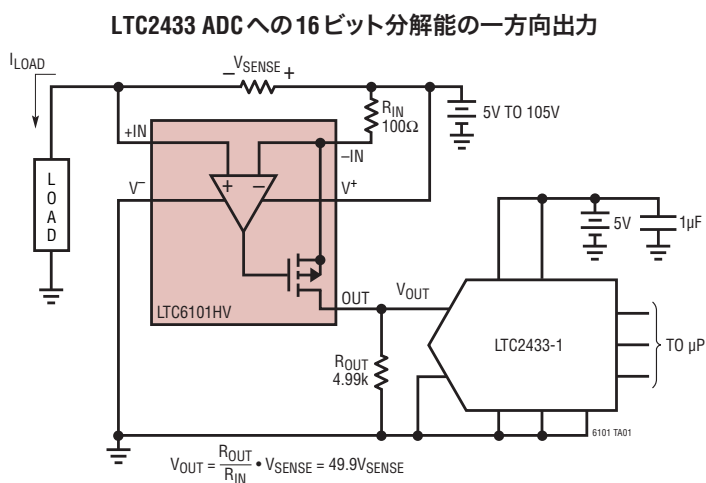 LTC2433 ADCへの16ビット分解能の一方向出力
ILOAD
– VSENSE +
RIN
100Ω
5V TO 105V
+IN
–IN
L
O
A
D
V–
V+
+ –
5V
1µF
LTC6101HV
OUT
VOUT
LTC2433-1
TO µP
ROUT
4.99k
6101 TA01
VOUT = ROUT/RIN • VSENSE = 49.9VSENSE